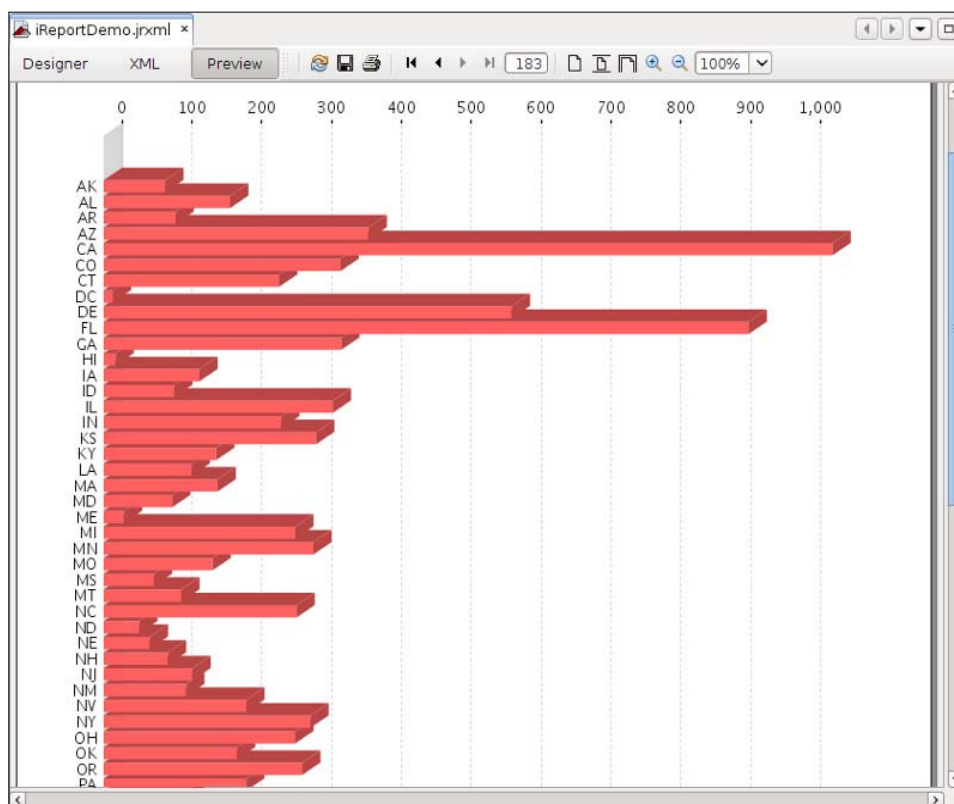 iReportDemo.jrxml ×
Designer XML Preview 183 100%
0 100 200 300 400 500 600 700 800 900 1,000
AK
AL
AR
AZ
CA
CO
CT
DC
DE
FL
GA
HI
IA
ID
IL
IN
KS
KY
LA
MA
MD
ME
MI
MN
MO
MS
MT
NC
ND
NE
NH
NJ
NM
NV
NY
OH
OK
OR
PA